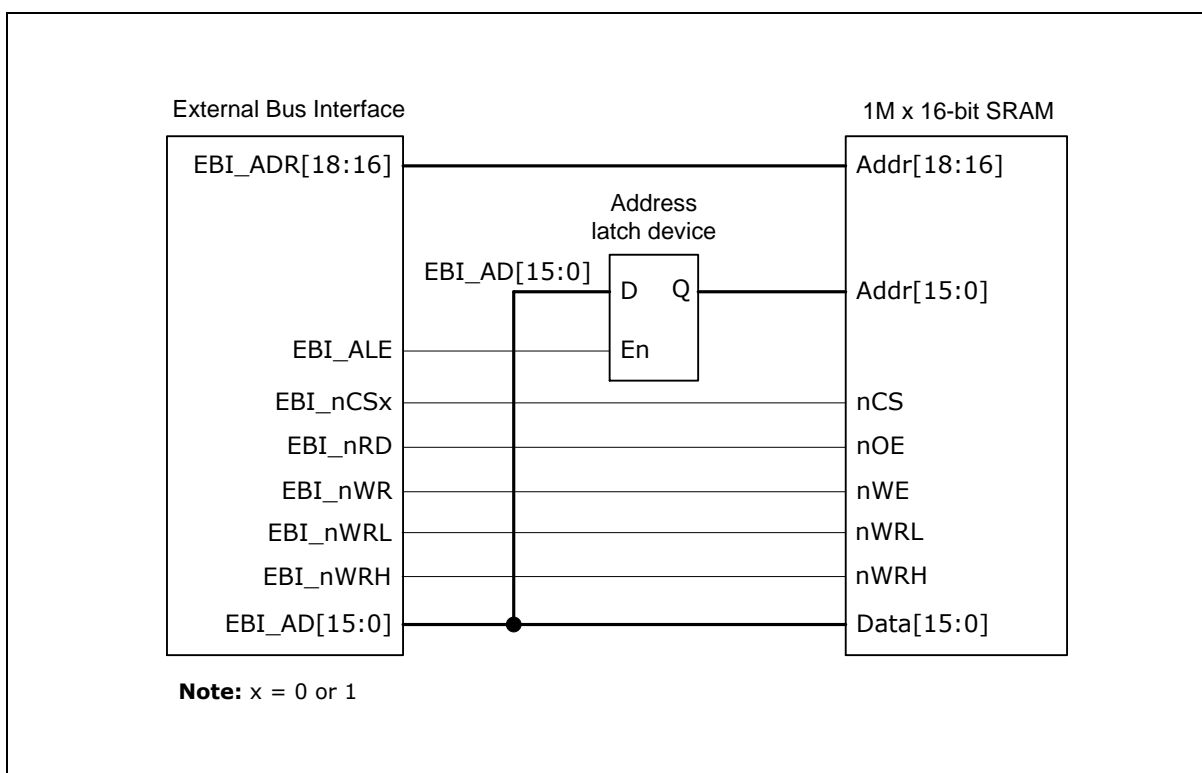 External Bus Interface
1M x 16-bit SRAM
EBI_ADR[18:16]
Addr[18:16]
Address
latch device
EBI_AD[15:0]
D
Q
Addr[15:0]
EBI_ALE
En
EBI_nCSx
nCS
EBI_nRD
nOE
EBI_nWR
nWE
EBI_nWRL
nWRL
EBI_nWRH
nWRH
EBI_AD[15:0]
Data[15:0]
Note: x = 0 or 1